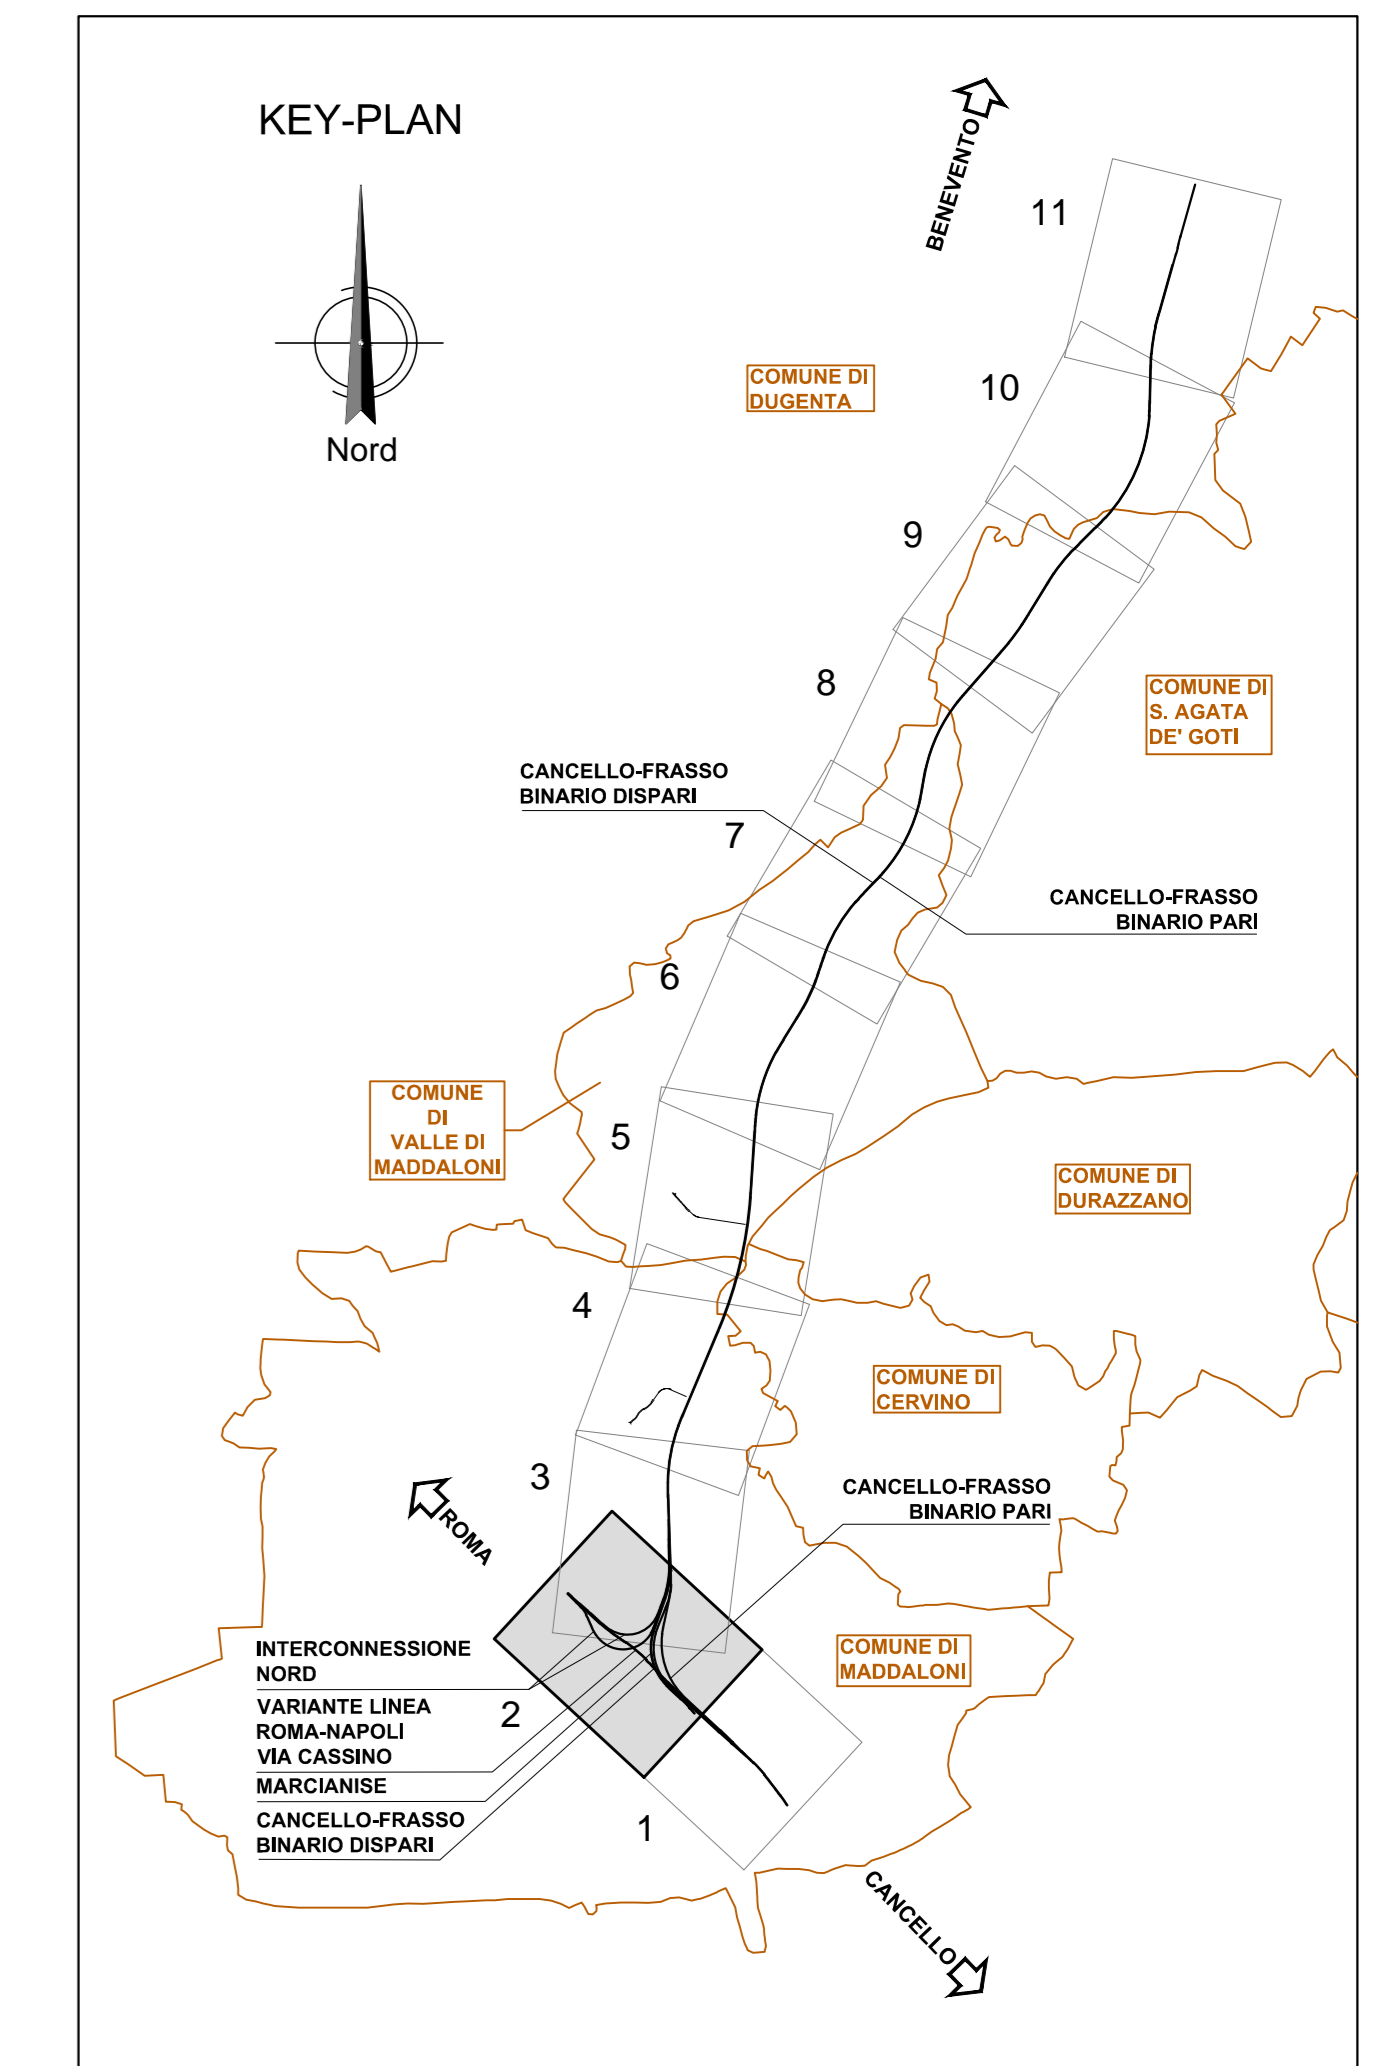 KEY-PLAN
Nord
BENEVENTO
11
10
COMUNE DI
DUGENTA
9
8
COMUNE DI
S. AGATA
DE' GOTI
CANCELLO-FRASSO
BINARIO DISPARI
7
CANCELLO-FRASSO
BINARIO PARI
6
COMUNE
DI
VALLE DI
MADDALONI
5
COMUNE DI
DURAZZANO
4
COMUNE DI
CERVINO
3
CANCELLO-FRASSO
BINARIO PARI
ROMA
COMUNE DI
MADDALONI
INTERCONNESSIONE
NORD
VARIANTE LINEA
ROMA-NAPOLI
VIA CASSINO
2
MARCIANISE
CANCELLO-FRASSO
BINARIO DISPARI
1
CANCELLO